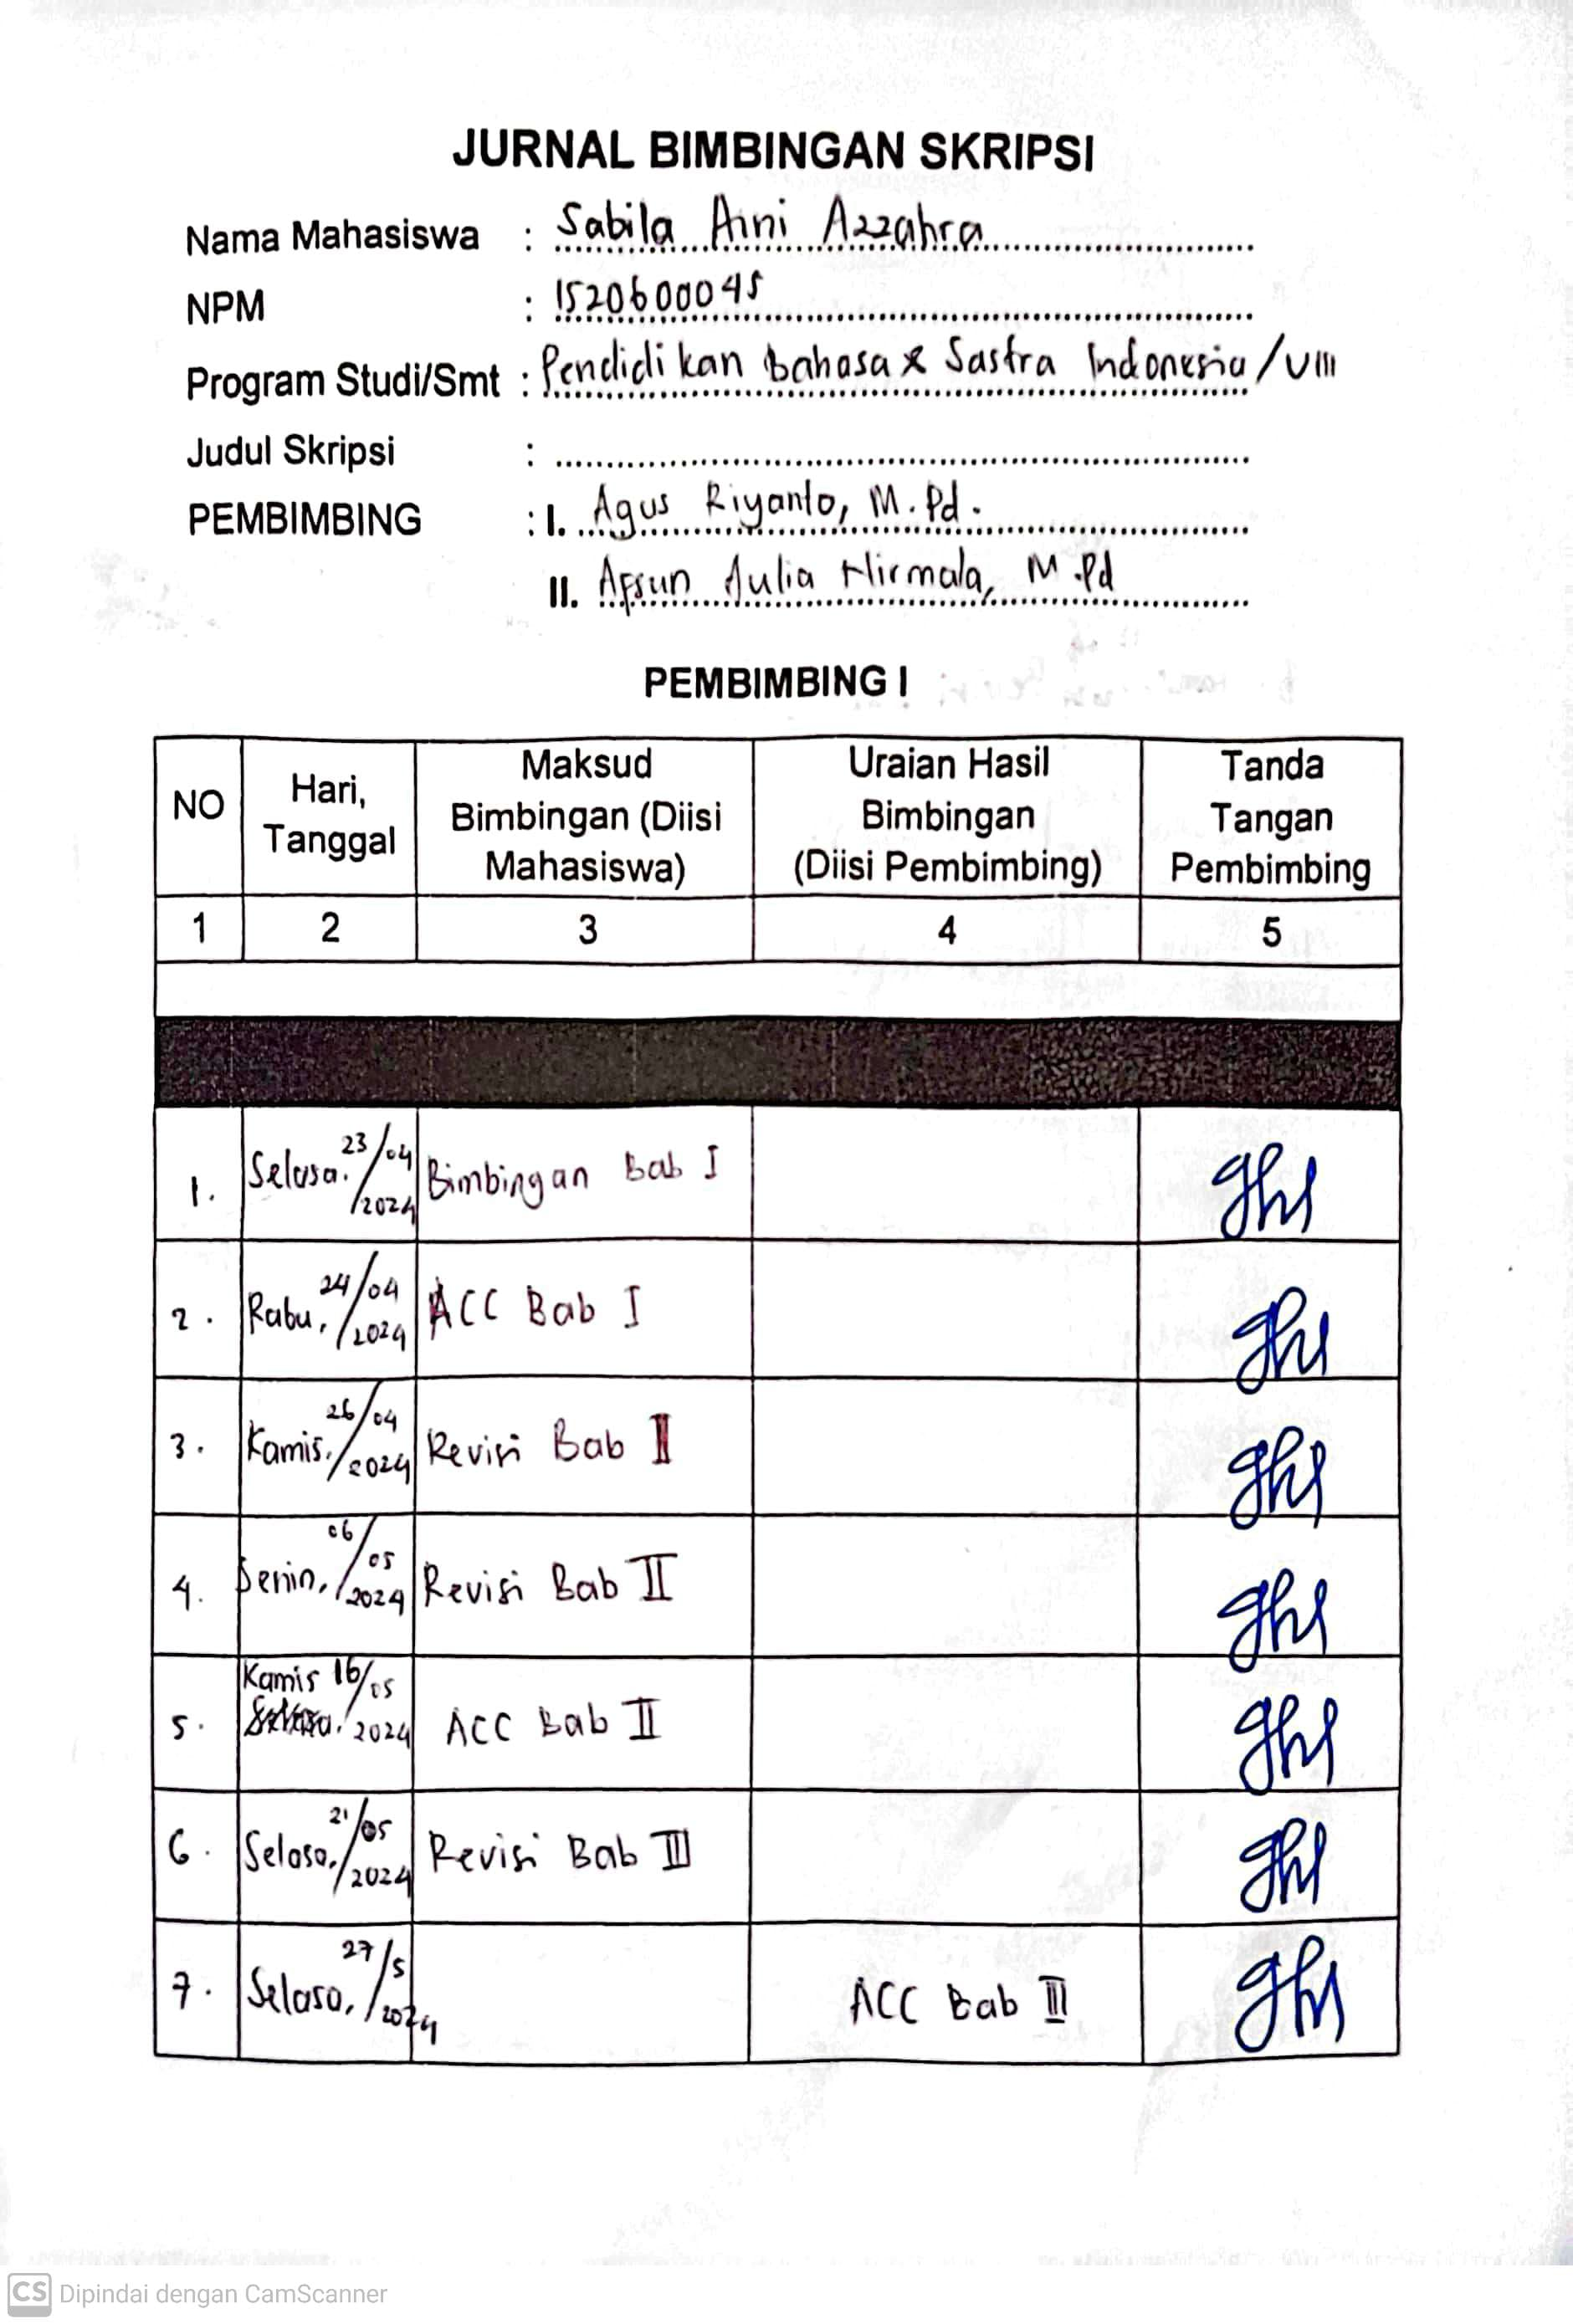 JURNAL BIMBINGAN SKRIPSI
Nama Mahasiswa : Sabila Aini Azzahra
NPM : 1520600045
Program Studi/Smt : Pendidikan bahasa & Sastra Indonesia / VIII
Judul Skripsi :
PEMBIMBING : I. Agus Riyanto, M.Pd.
II. Afsun Aulia Nirmala, M.Pd
PEMBIMBING I
NO Hari, Tanggal Maksud Bimbingan (Diisi Mahasiswa) Uraian Hasil Bimbingan (Diisi Pembimbing) Tanda Tangan Pembimbing
1 2 3 4 5
1. Selasa. 23/04/2024 Bimbingan Bab I
2. Rabu, 24/04/2024 ACC Bab I
3. Kamis, 26/04/2024 Revisi Bab II
4. Senin, 06/05/2024 Revisi Bab II
5. Kamis 16/05/2024 ACC Bab II
6. Selasa, 21/05/2024 Revisi Bab III
7. Selasa, 27/5/2024 ACC Bab III
CS Dipindai dengan CamScanner